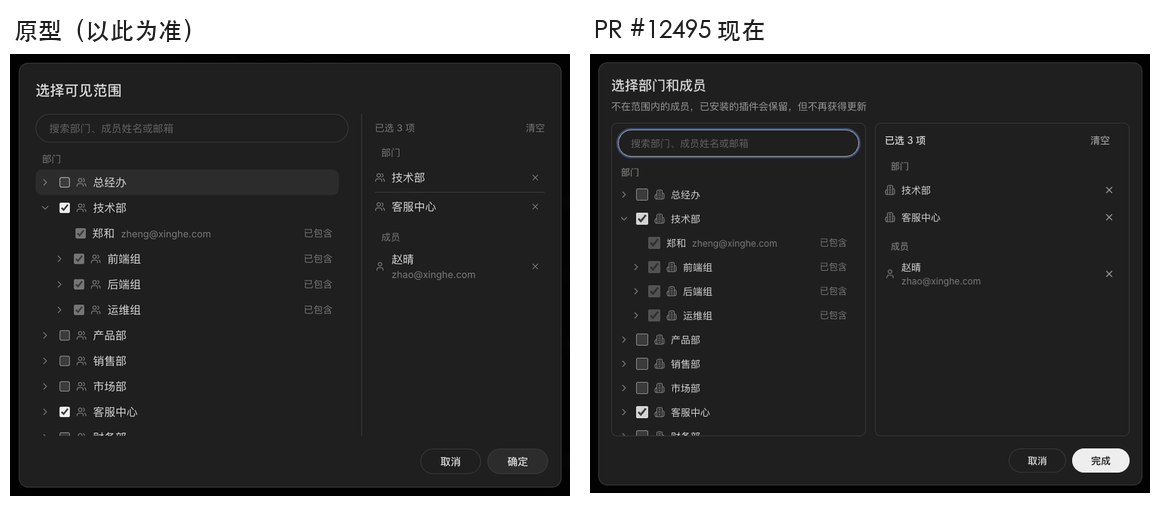 原型（以此为准）
选择可见范围
搜索部门、成员姓名或邮箱
部门
总经办
技术部
郑和 zheng@xinghe.com 已包含
前端组 已包含
后端组 已包含
运维组 已包含
产品部
销售部
市场部
客服中心
财务部
已选 3 项 清空
部门
技术部
客服中心
成员
赵晴
zhao@xinghe.com
取消 确定
PR #12495 现在
选择部门和成员
不在范围内的成员，已安装的插件会保留，但不再获得更新
搜索部门、成员姓名或邮箱
部门
总经办
技术部
郑和 zheng@xinghe.com 已包含
前端组 已包含
后端组 已包含
运维组 已包含
产品部
销售部
市场部
客服中心
财务部
已选 3 项 清空
部门
技术部
客服中心
成员
赵晴
zhao@xinghe.com
取消 完成